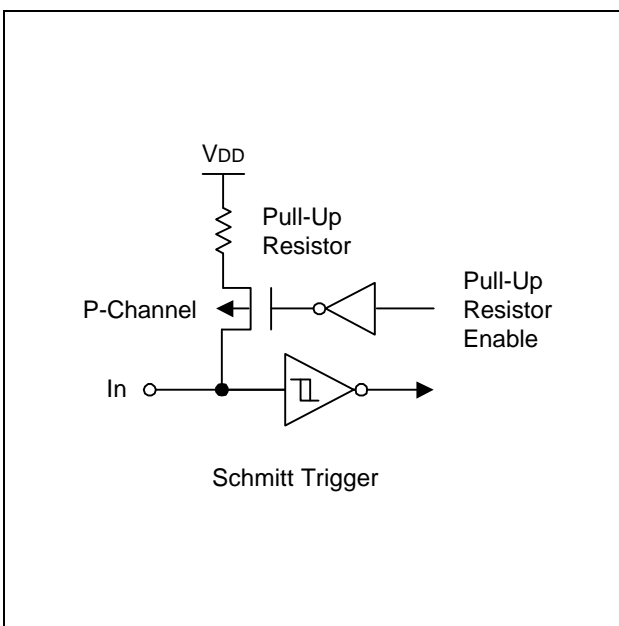 VDD
Pull-Up
Resistor
P-Channel
Pull-Up
Resistor
Enable
In
Schmitt Trigger